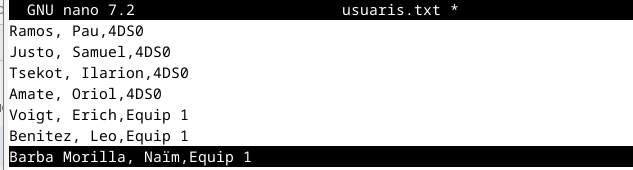 GNU nano 7.2 usuaris.txt *
Ramos, Pau,4DS0
Justo, Samuel,4DS0
Tsekot, Ilarion,4DS0
Amate, Oriol,4DS0
Voigt, Erich,Equip 1
Benitez, Leo,Equip 1
Barba Morilla, Naïm,Equip 1